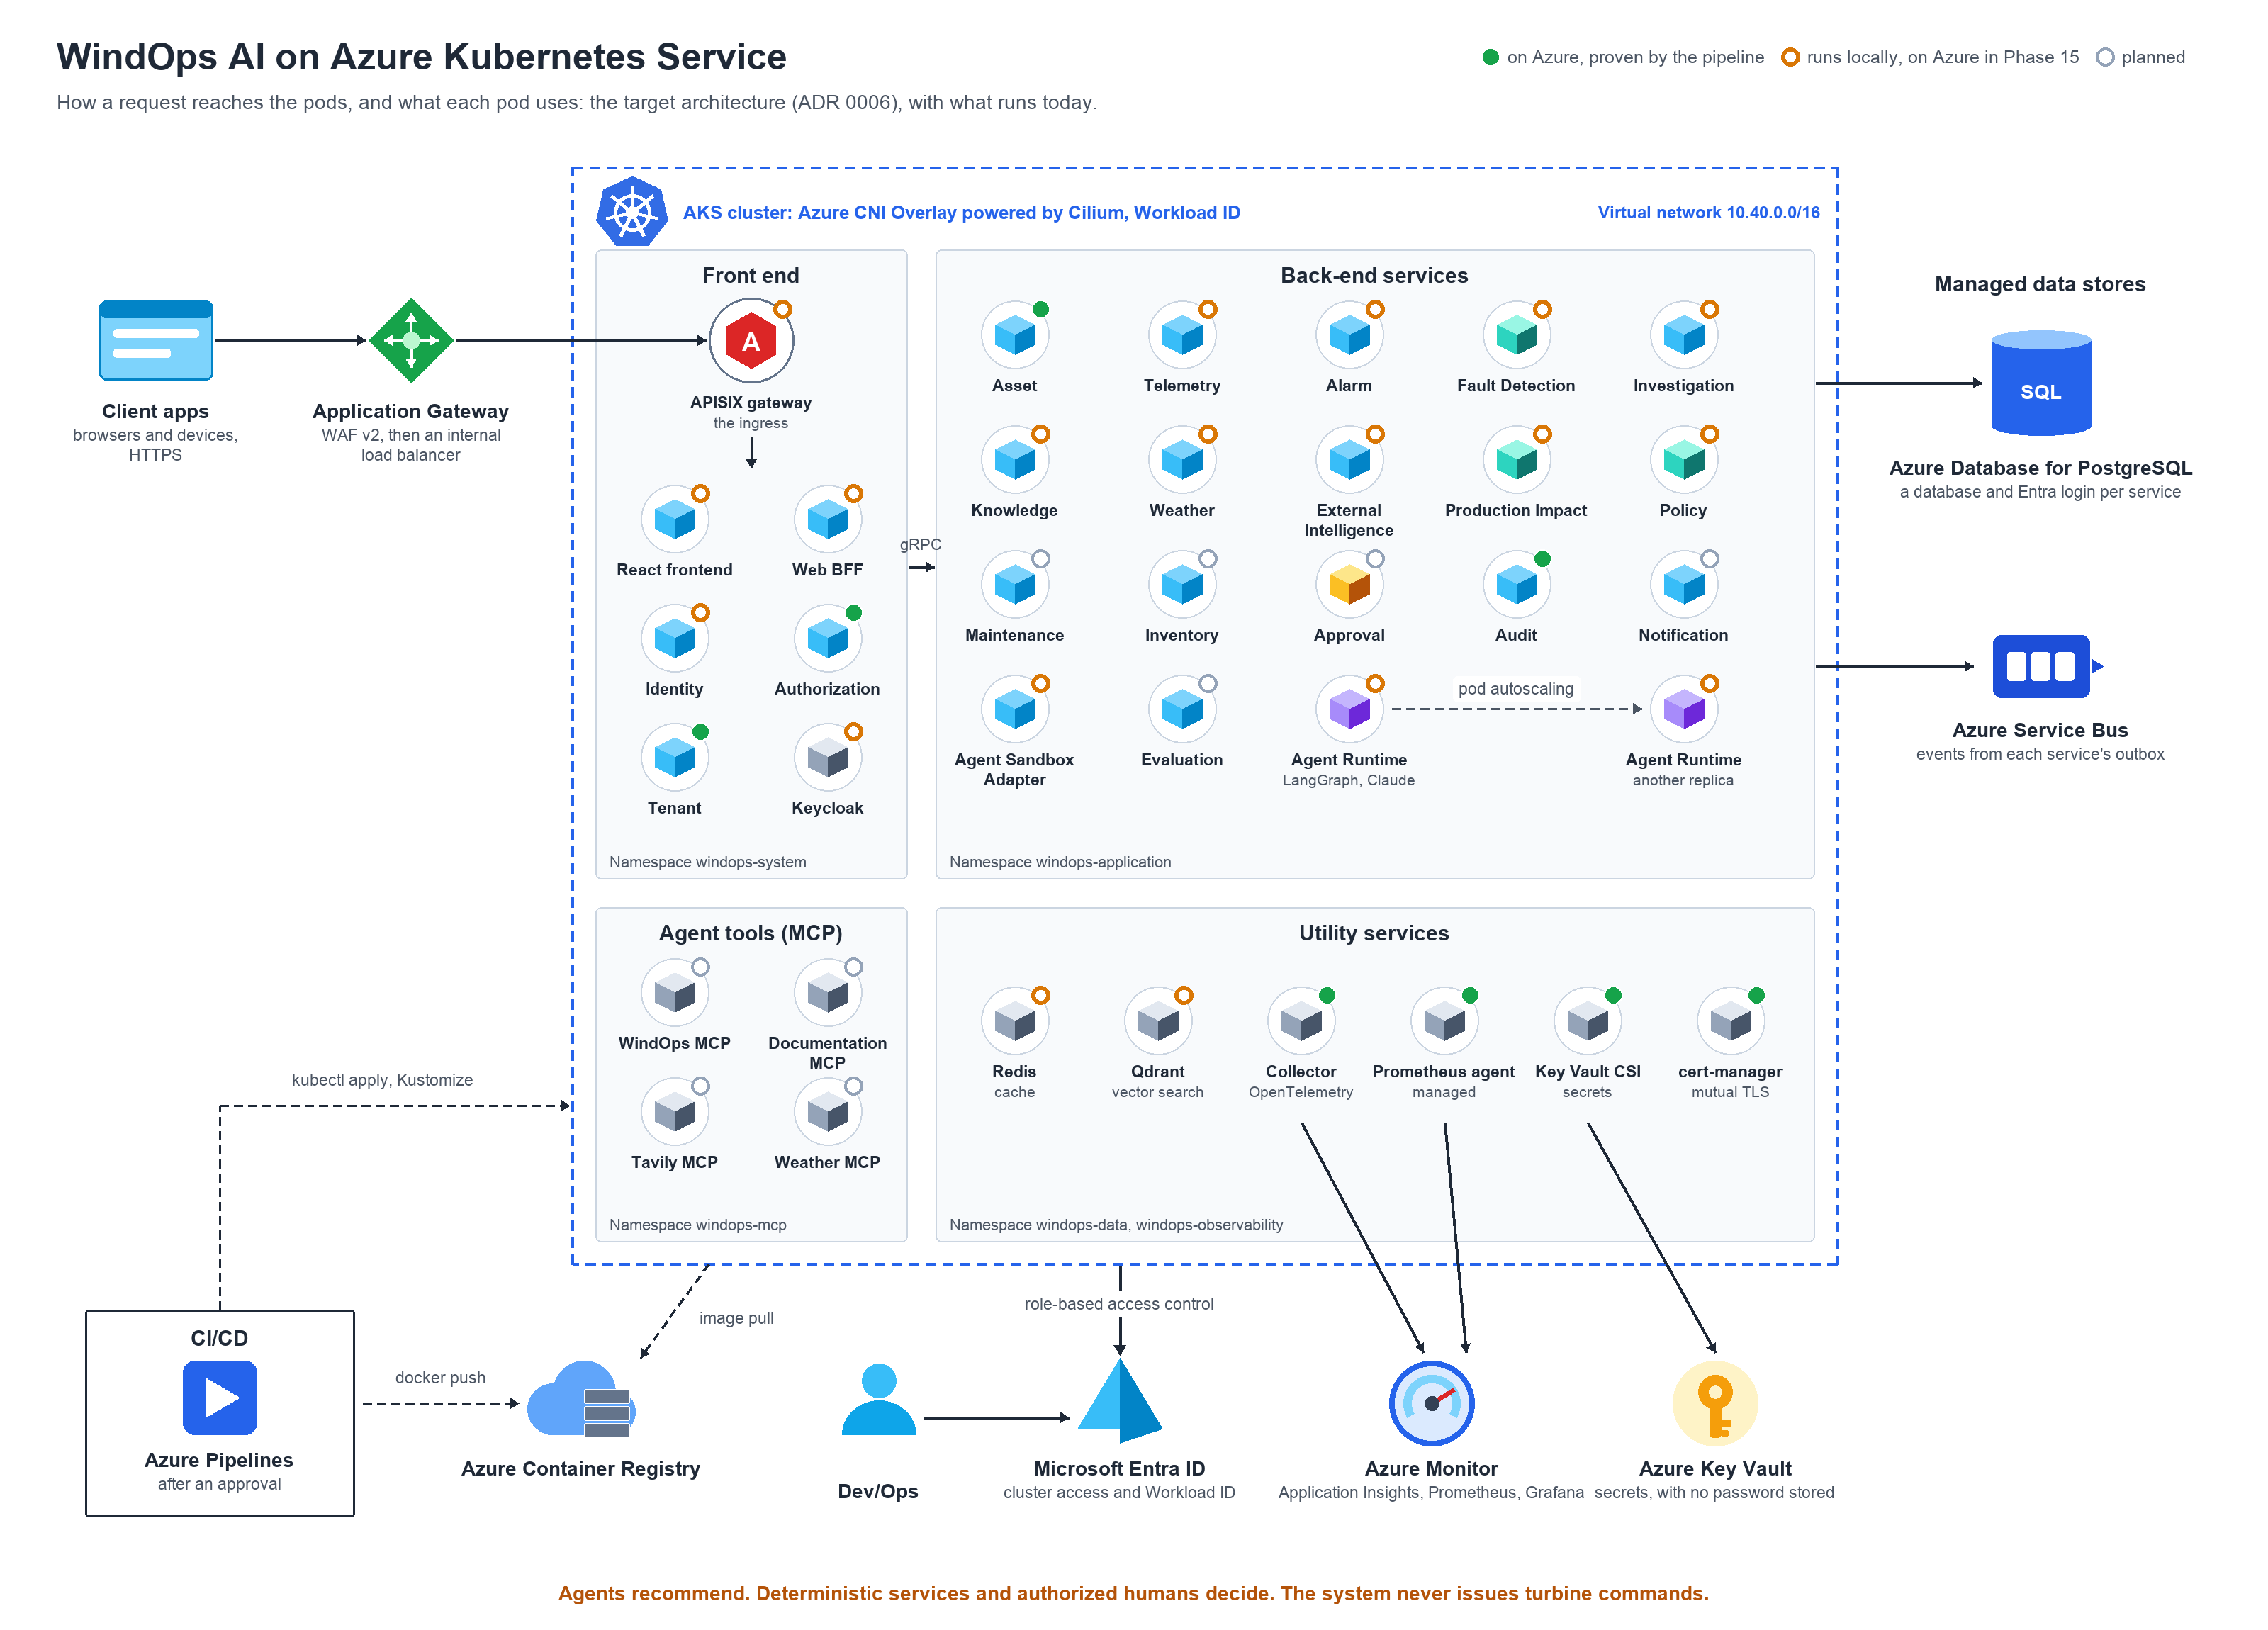 WindOps AI on Azure Kubernetes Service
on Azure, proven by the pipeline
runs locally, on Azure in Phase 15
planned
How a request reaches the pods, and what each pod uses: the target architecture (ADR 0006), with what runs today.
AKS cluster: Azure CNI Overlay powered by Cilium, Workload ID
Virtual network 10.40.0.0/16
Client apps
browsers and devices,
HTTPS
Application Gateway
WAF v2, then an internal
load balancer
Front end
A
APISIX gateway
the ingress
React frontend
Web BFF
Identity
Authorization
Tenant
Keycloak
Namespace windops-system
gRPC
Back-end services
Asset
Telemetry
Alarm
Fault Detection
Investigation
Knowledge
Weather
External
Intelligence
Production Impact
Policy
Maintenance
Inventory
Approval
Audit
Notification
Agent Sandbox
Adapter
Evaluation
Agent Runtime
LangGraph, Claude
pod autoscaling
Agent Runtime
another replica
Namespace windops-application
Managed data stores
SQL
Azure Database for PostgreSQL
a database and Entra login per service
Azure Service Bus
events from each service's outbox
Agent tools (MCP)
WindOps MCP
Documentation
MCP
Tavily MCP
Weather MCP
Namespace windops-mcp
Utility services
Redis
cache
Qdrant
vector search
Collector
OpenTelemetry
Prometheus agent
managed
Key Vault CSI
secrets
cert-manager
mutual TLS
Namespace windops-data, windops-observability
kubectl apply, Kustomize
image pull
role-based access control
CI/CD
Azure Pipelines
after an approval
docker push
Azure Container Registry
Dev/Ops
Microsoft Entra ID
cluster access and Workload ID
Azure Monitor
Application Insights, Prometheus, Grafana
Azure Key Vault
secrets, with no password stored
Agents recommend. Deterministic services and authorized humans decide. The system never issues turbine commands.